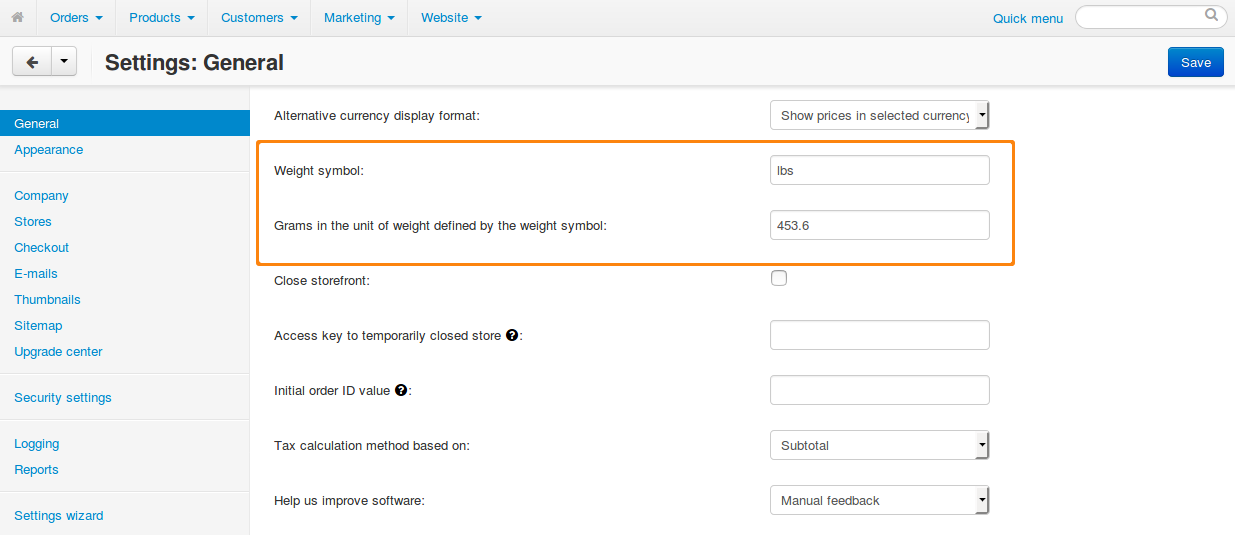 Orders Products Customers Marketing Website Quick menu
Settings: General Save
General
Appearance
Company
Stores
Checkout
E-mails
Thumbnails
Sitemap
Upgrade center
Security settings
Logging
Reports
Settings wizard
Alternative currency display format: Show prices in selected currency
Weight symbol: lbs
Grams in the unit of weight defined by the weight symbol: 453.6
Close storefront:
Access key to temporarily closed store ?:
Initial order ID value ?:
Tax calculation method based on: Subtotal
Help us improve software: Manual feedback